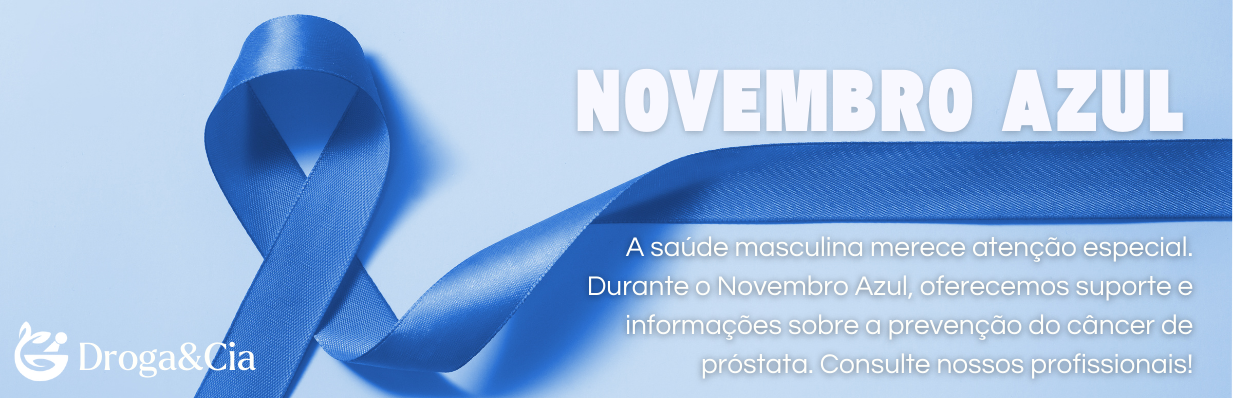 NOVEMBRO AZUL
A saúde masculina merece atenção especial.
Durante o Novembro Azul, oferecemos suporte e
informações sobre a prevenção do câncer de
próstata. Consulte nossos profissionais!
Droga&Cia